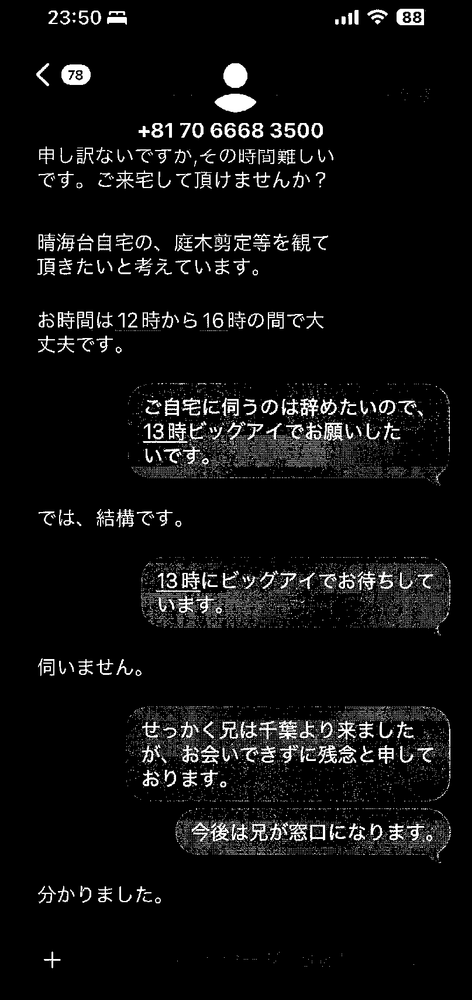 23:50
88
78
+81 70 6668 3500
申し訳ないですか,その時間難しい
です。ご来宅して頂けませんか？
晴海台自宅の、庭木剪定等を観て
頂きたいと考えています。
お時間は12時から16時の間で大
丈夫です。
ご自宅に伺うのは辞めたいので、
13時ビッグアイでお願いした
いです。
では、結構です。
13時にビッグアイでお待ちして
います。
伺いません。
せっかく兄は千葉より来ました
が、お会いできずに残念と申して
おります。
今後は兄が窓口になります。
分かりました。